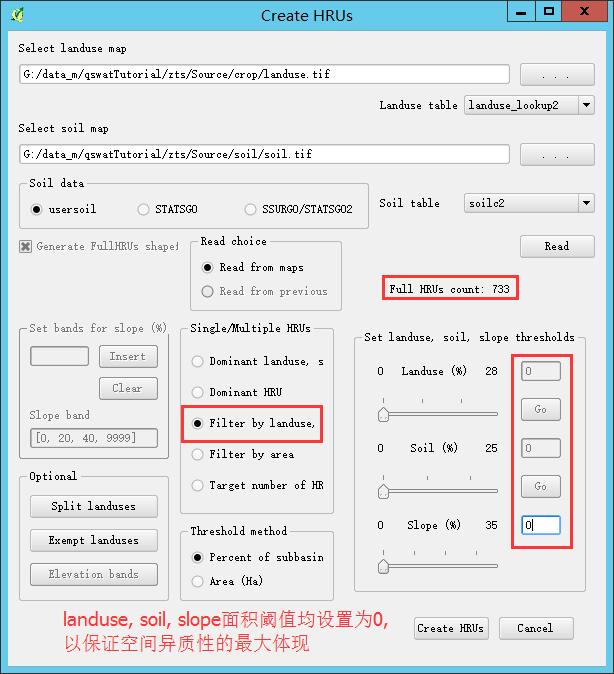 Create HRUs
Select landuse map
G:/data_m/qswatTutorial/zts/Source/crop/landuse.tif
. . .
Landuse table landuse_lookup2
Select soil map
G:/data_m/qswatTutorial/zts/Source/soil/soil.tif
. . .
Soil data
usersoil STATSGO SSURGO/STATSGO2
Soil table soilc2
Generate FullHRUs shapef
Read choice
Read from maps
Read from previous
Read
Full HRUs count: 733
Set bands for slope (%)
Insert
Clear
Slope band
[0, 20, 40, 9999]
Optional
Split landuses
Exempt landuses
Elevation bands
Single/Multiple HRUs
Dominant landuse, s
Dominant HRU
Filter by landuse,
Filter by area
Target number of HR
Threshold method
Percent of subbasin
Area (Ha)
Set landuse, soil, slope thresholds
0 Landuse (%) 28 0
Go
0 Soil (%) 25 0
Go
0 Slope (%) 35 0
landuse, soil, slope面积阈值均设置为0,
以保证空间异质性的最大体现
Create HRUs Cancel